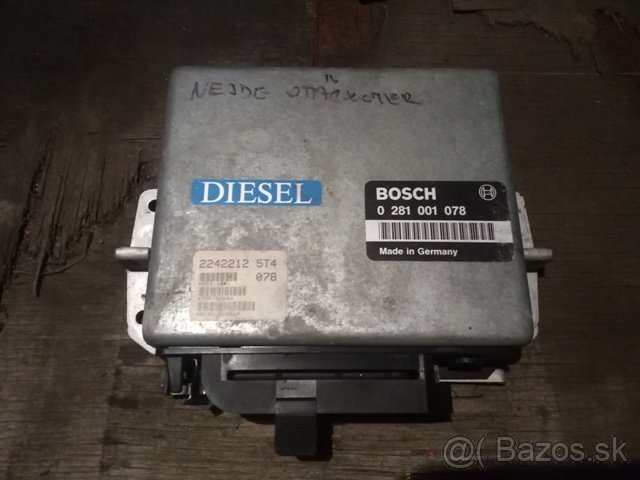 NEJDE OTÁČKOMER
DIESEL
BOSCH
0 281 001 078
Made in Germany
2242212 5T4
078
@( Bazos.sk